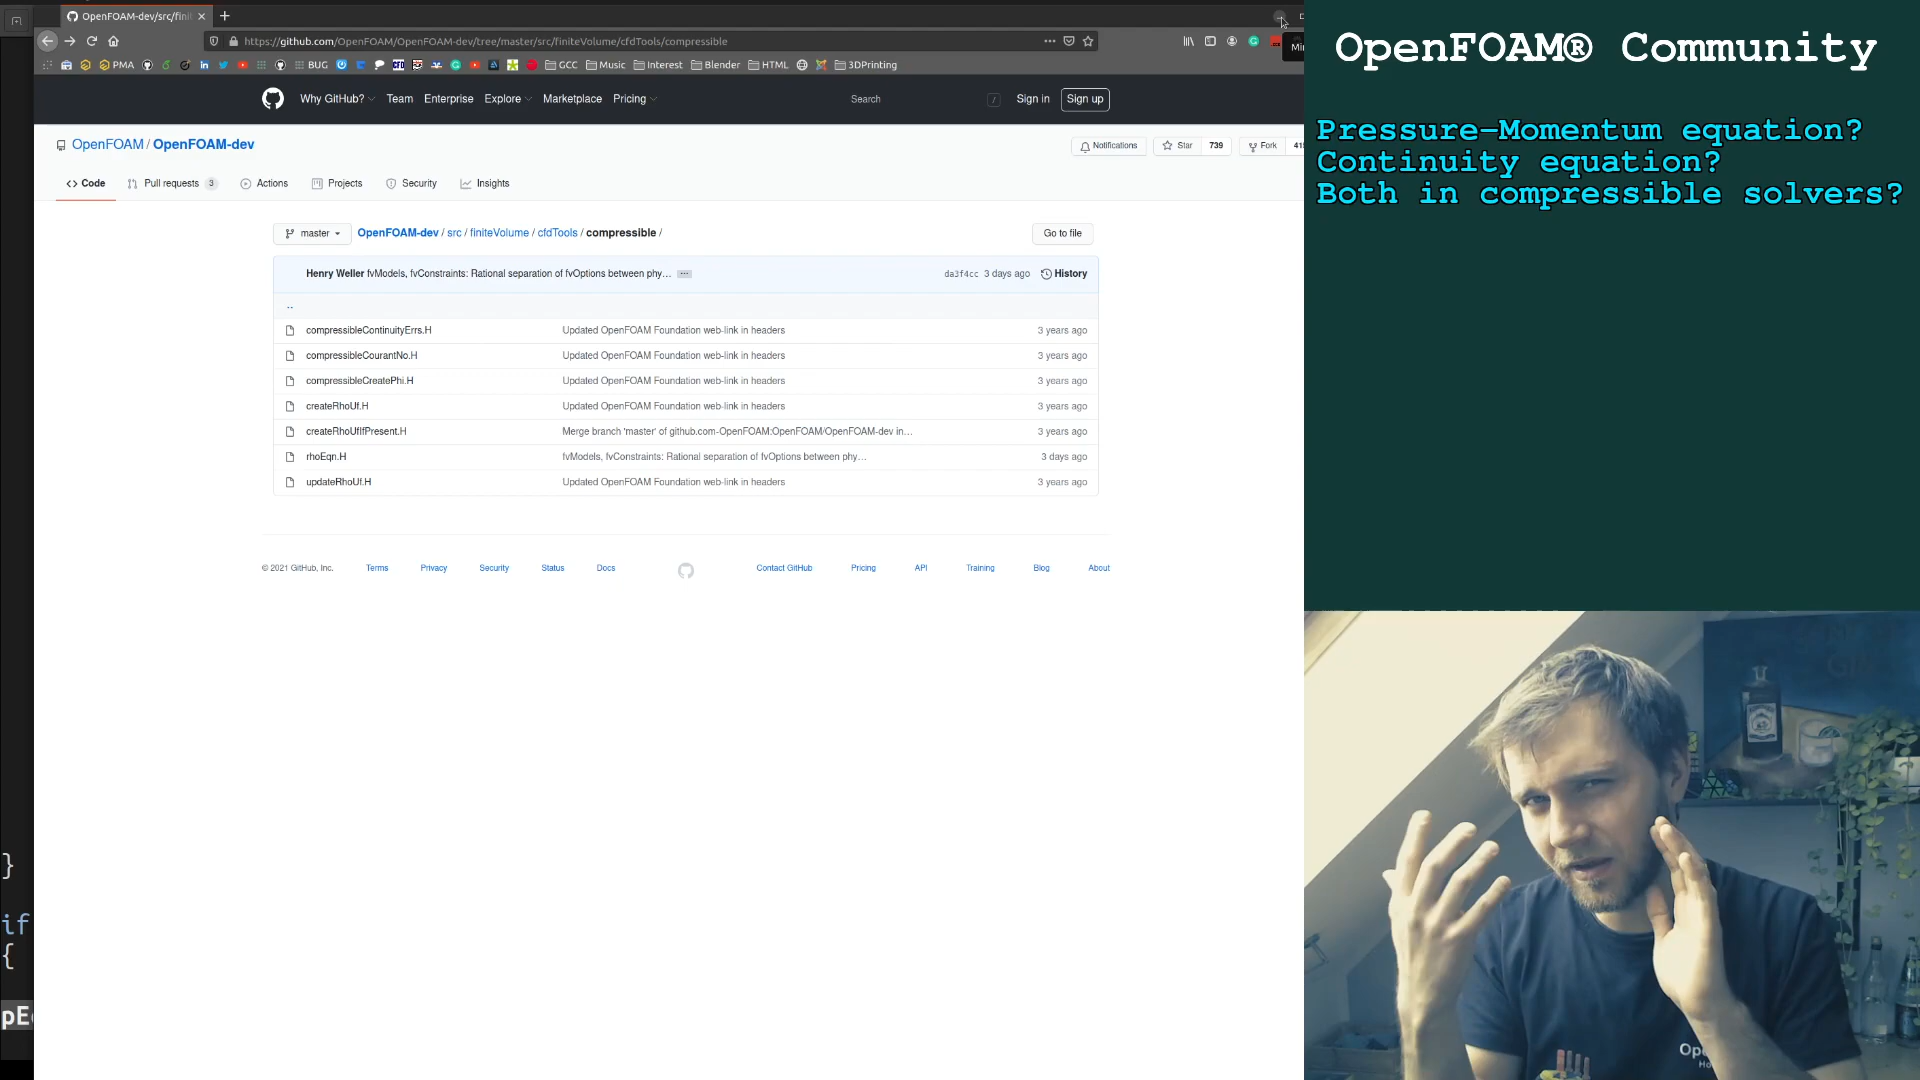 OpenFOAM-dev/src/finit
https://github.com/OpenFOAM/OpenFOAM-dev/tree/master/src/finiteVolume/cfdTools/compressible
PMA
BUG
GCC
Music
Interest
Blender
HTML
3DPrinting
Why GitHub?
Team
Enterprise
Explore
Marketplace
Pricing
Search
/
Sign in
Sign up
OpenFOAM / OpenFOAM-dev
Notifications
Star 739
Fork
Code
Pull requests 3
Actions
Projects
Security
Insights
master
OpenFOAM-dev / src / finiteVolume / cfdTools / compressible /
Go to file
Henry Weller fvModels, fvConstraints: Rational separation of fvOptions between phy… ...
da3f4cc 3 days ago
History
..
compressibleContinuityErrs.H Updated OpenFOAM Foundation web-link in headers 3 years ago
compressibleCourantNo.H Updated OpenFOAM Foundation web-link in headers 3 years ago
compressibleCreatePhi.H Updated OpenFOAM Foundation web-link in headers 3 years ago
createRhoUf.H Updated OpenFOAM Foundation web-link in headers 3 years ago
createRhoUfIfPresent.H Merge branch 'master' of github.com-OpenFOAM:OpenFOAM/OpenFOAM-dev in… 3 years ago
rhoEqn.H fvModels, fvConstraints: Rational separation of fvOptions between phy… 3 days ago
updateRhoUf.H Updated OpenFOAM Foundation web-link in headers 3 years ago
© 2021 GitHub, Inc.
Terms
Privacy
Security
Status
Docs
Contact GitHub
Pricing
API
Training
Blog
About
}
if
{
OpenFOAM® Community
Pressure-Momentum equation?
Continuity equation?
Both in compressible solvers?